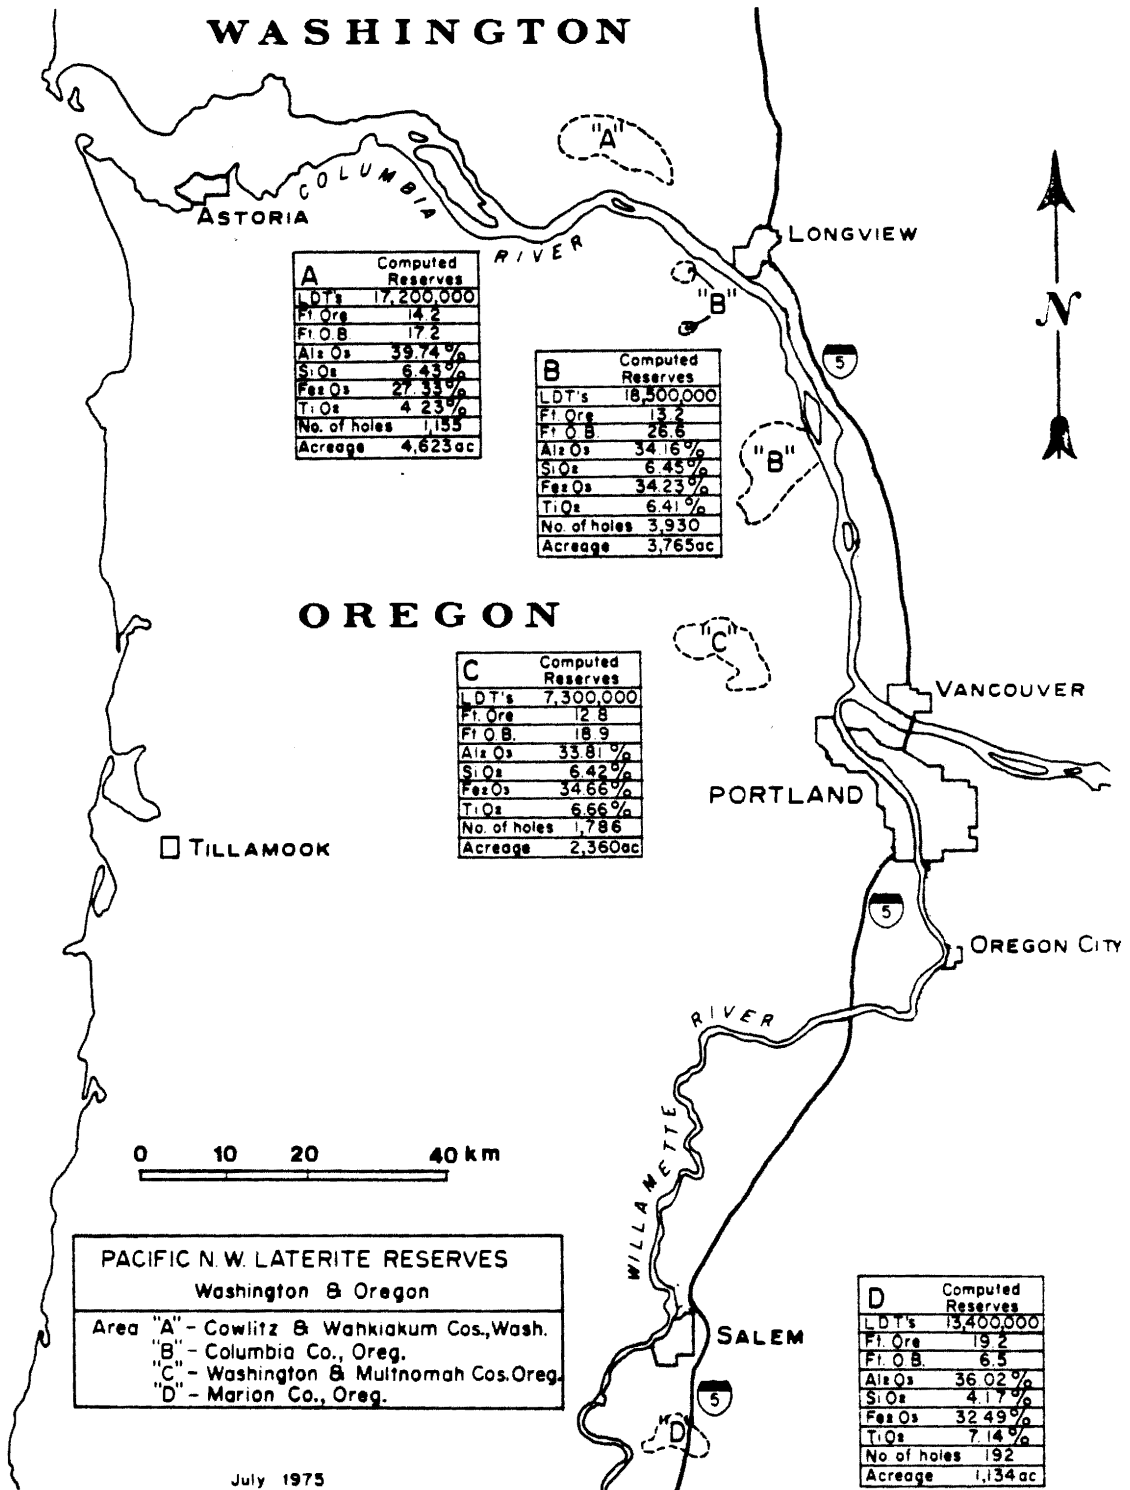 WASHINGTON
"A"
ASTORIA
COLUMBIA
RIVER
LONGVIEW
N
"B"
5
A Computed Reserves
LDT's 17,200,000
Ft. Ore 14.2
Ft. O.B. 17.2
Al₂O₃ 39.74%
SiO₂ 6.43%
Fe₂O₃ 27.33%
TiO₂ 4.23%
No. of holes 1,155
Acreage 4,623ac
B Computed Reserves
LDT's 18,500,000
Ft. Ore 13.2
Ft. O.B. 26.6
Al₂O₃ 34.16%
SiO₂ 6.45%
Fe₂O₃ 34.23%
TiO₂ 6.41%
No. of holes 3,930
Acreage 3,765ac
"B"
OREGON
"C"
C Computed Reserves
LDT's 7,300,000
Ft. Ore 12.8
Ft. O.B. 18.9
Al₂O₃ 33.81%
SiO₂ 6.42%
Fe₂O₃ 34.66%
TiO₂ 6.66%
No. of holes 1,786
Acreage 2,360ac
VANCOUVER
PORTLAND
TILLAMOOK
5
OREGON CITY
RIVER
WILLAMETTE
0 10 20 40 km
PACIFIC N.W. LATERITE RESERVES
Washington & Oregon
Area "A" - Cowlitz & Wahkiakum Cos., Wash.
"B" - Columbia Co., Oreg.
"C" - Washington & Multnomah Cos. Oreg.
"D" - Marion Co., Oreg.
SALEM
5
"D"
D Computed Reserves
LDT's 13,400,000
Ft. Ore 19.2
Ft. O.B. 6.5
Al₂O₃ 36.02%
SiO₂ 4.17%
Fe₂O₃ 32.49%
TiO₂ 7.14%
No of holes 192
Acreage 1,134ac
July 1975